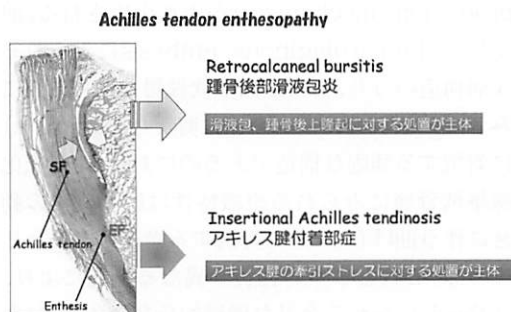 Achilles tendon enthesopathy
Retrocalcaneal bursitis
踵骨後部滑液包炎
滑液包、踵骨後上隆起に対する処置が主体
SF
EF
Achilles tendon
Enthesis
Insertional Achilles tendinosis
アキレス腱付着部症
アキレス腱の牽引ストレスに対する処置が主体